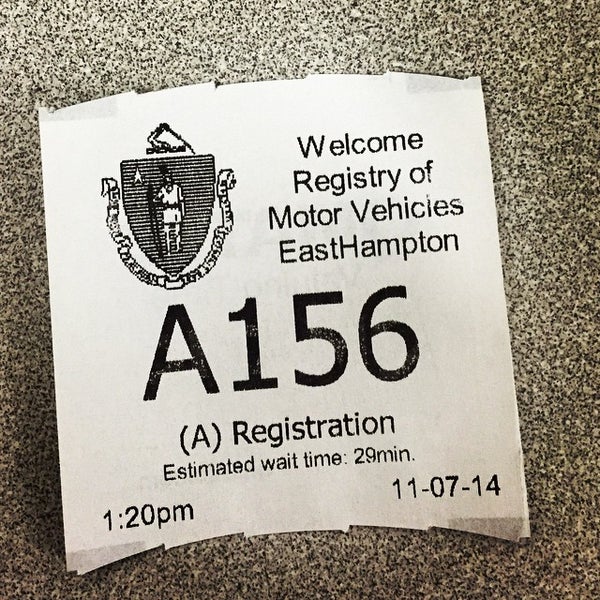 Welcome
Registry of
Motor Vehicles
EastHampton
A156
(A) Registration
Estimated wait time: 29min.
1:20pm
11-07-14